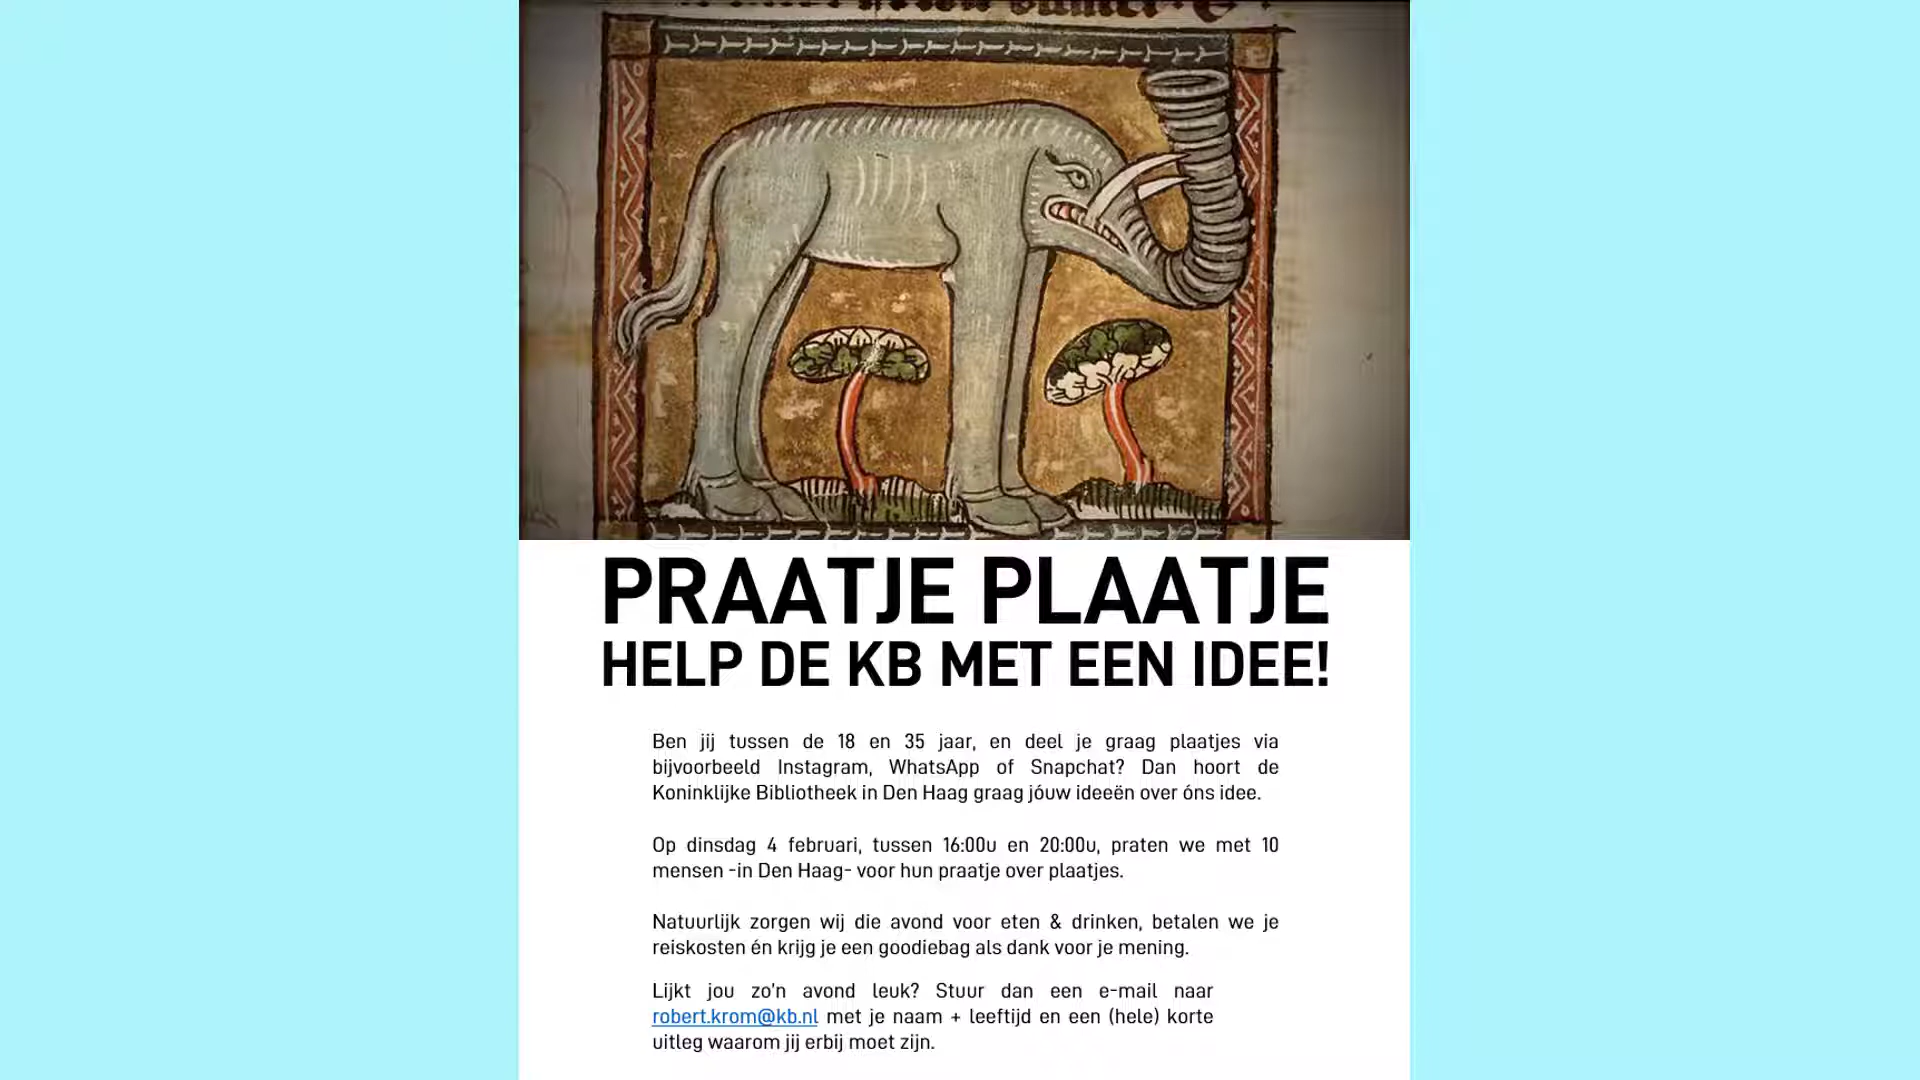 PRAATJE PLAATJE
HELP DE KB MET EEN IDEE!
Ben jij tussen de 18 en 35 jaar, en deel je graag plaatjes via
bijvoorbeeld Instagram, WhatsApp of Snapchat? Dan hoort de
Koninklijke Bibliotheek in Den Haag graag jóuw ideeën over óns idee.
Op dinsdag 4 februari, tussen 16:00u en 20:00u, praten we met 10
mensen -in Den Haag- voor hun praatje over plaatjes.
Natuurlijk zorgen wij die avond voor eten & drinken, betalen we je
reiskosten én krijg je een goodiebag als dank voor je mening.
Lijkt jou zo'n avond leuk? Stuur dan een e-mail naar
robert.krom@kb.nl met je naam + leeftijd en een (hele) korte
uitleg waarom jij erbij moet zijn.